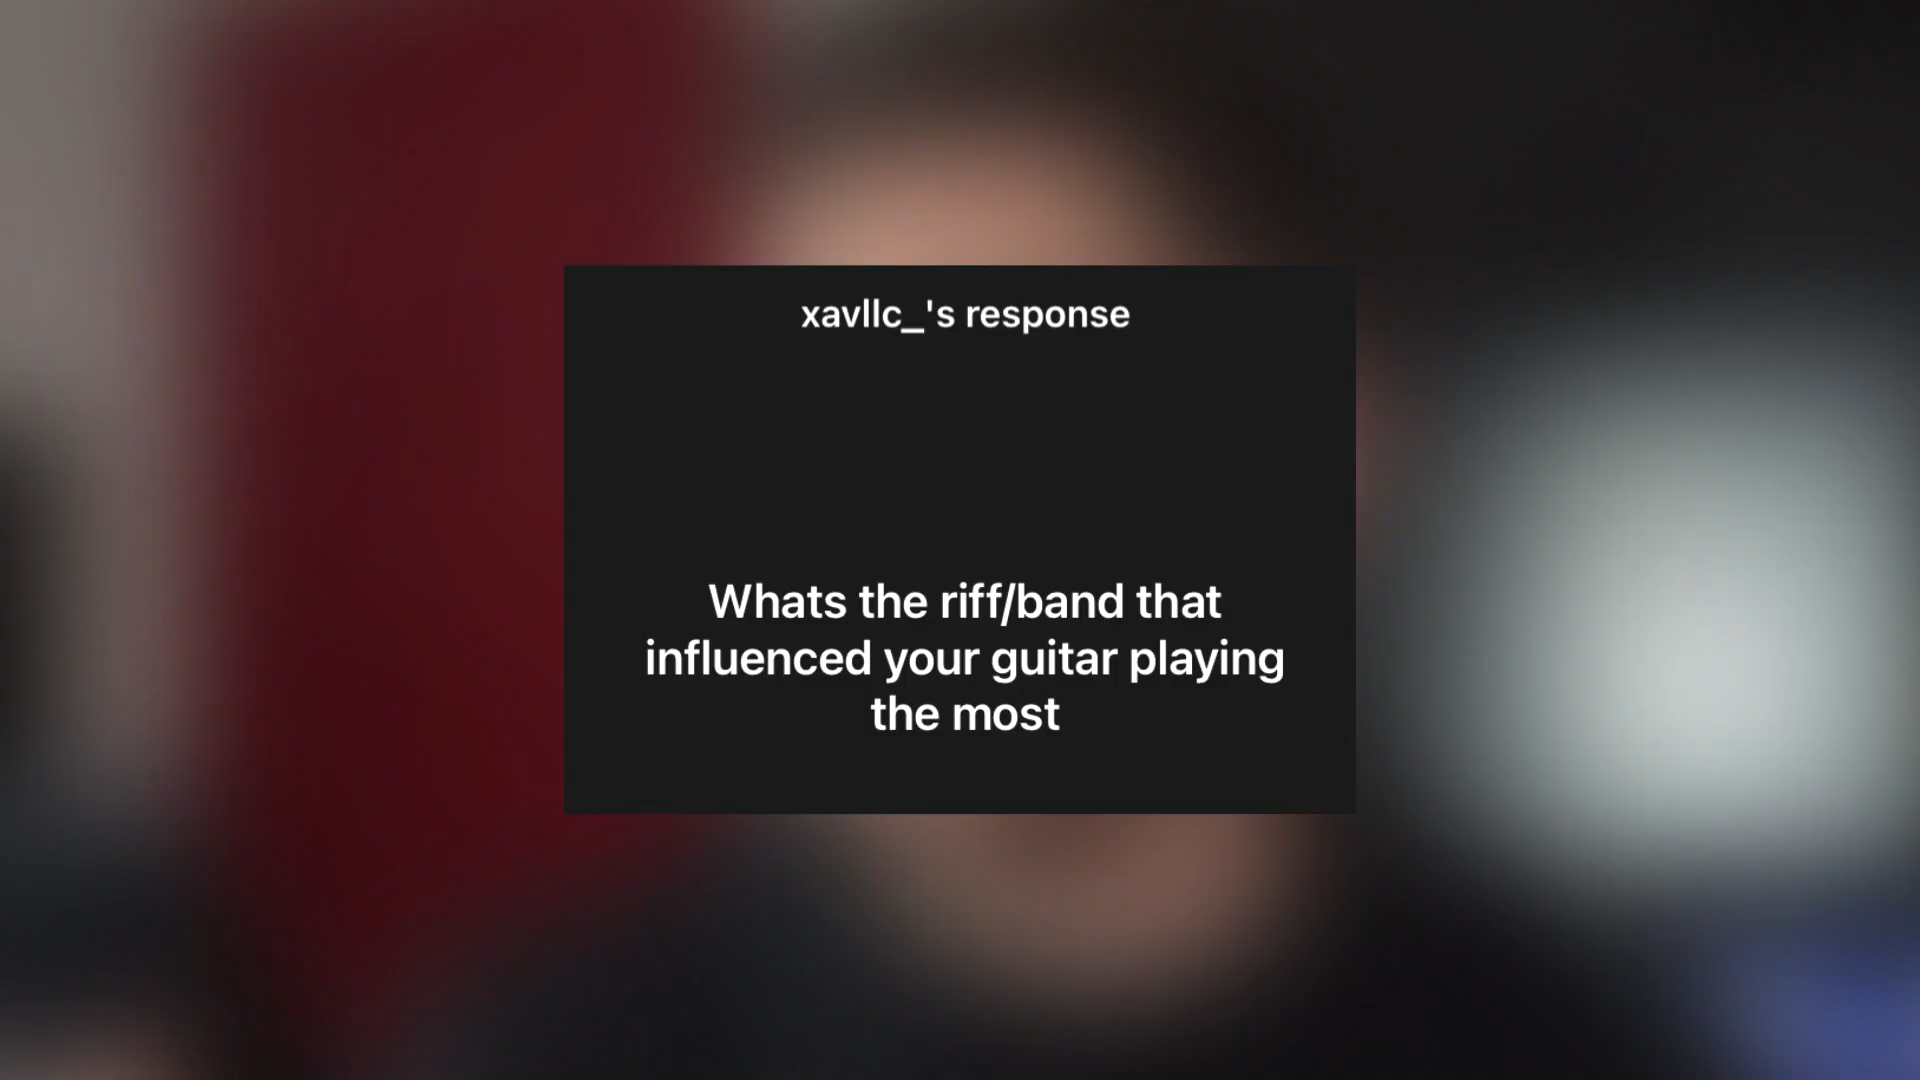 xavllc_'s response
Whats the riff/band that
influenced your guitar playing
the most